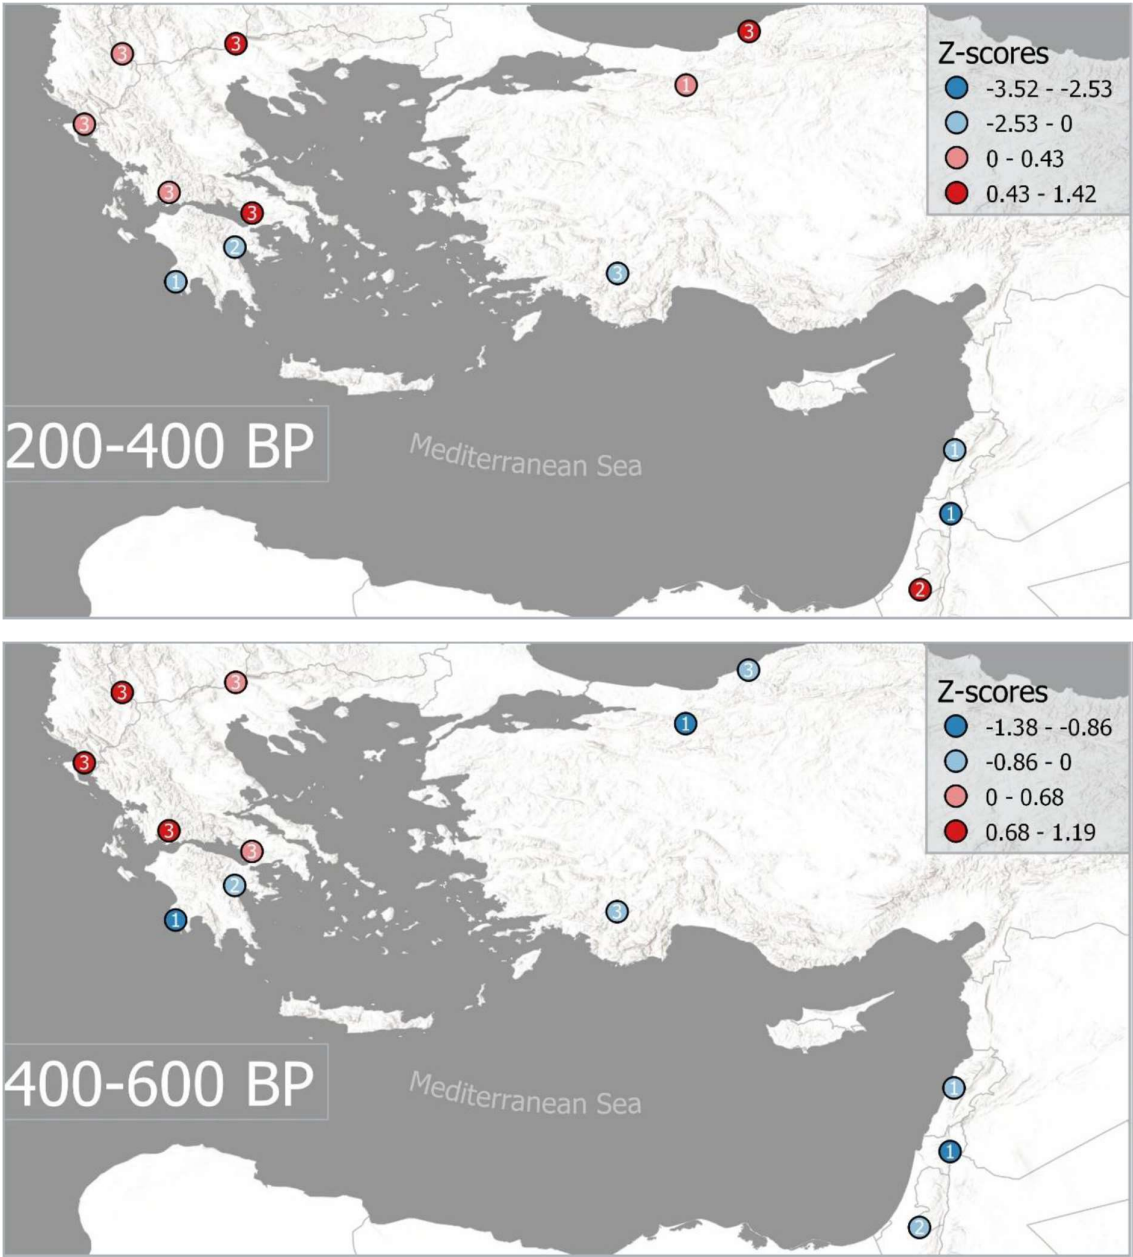 3
3
3
1
3
3
3
2
1
3
1
1
2
Z-scores
-3.52 - -2.53
-2.53 - 0
0 - 0.43
0.43 - 1.42
200-400 BP
Mediterranean Sea
3
3
3
1
3
3
3
2
1
3
1
1
2
Z-scores
-1.38 - -0.86
-0.86 - 0
0 - 0.68
0.68 - 1.19
400-600 BP
Mediterranean Sea